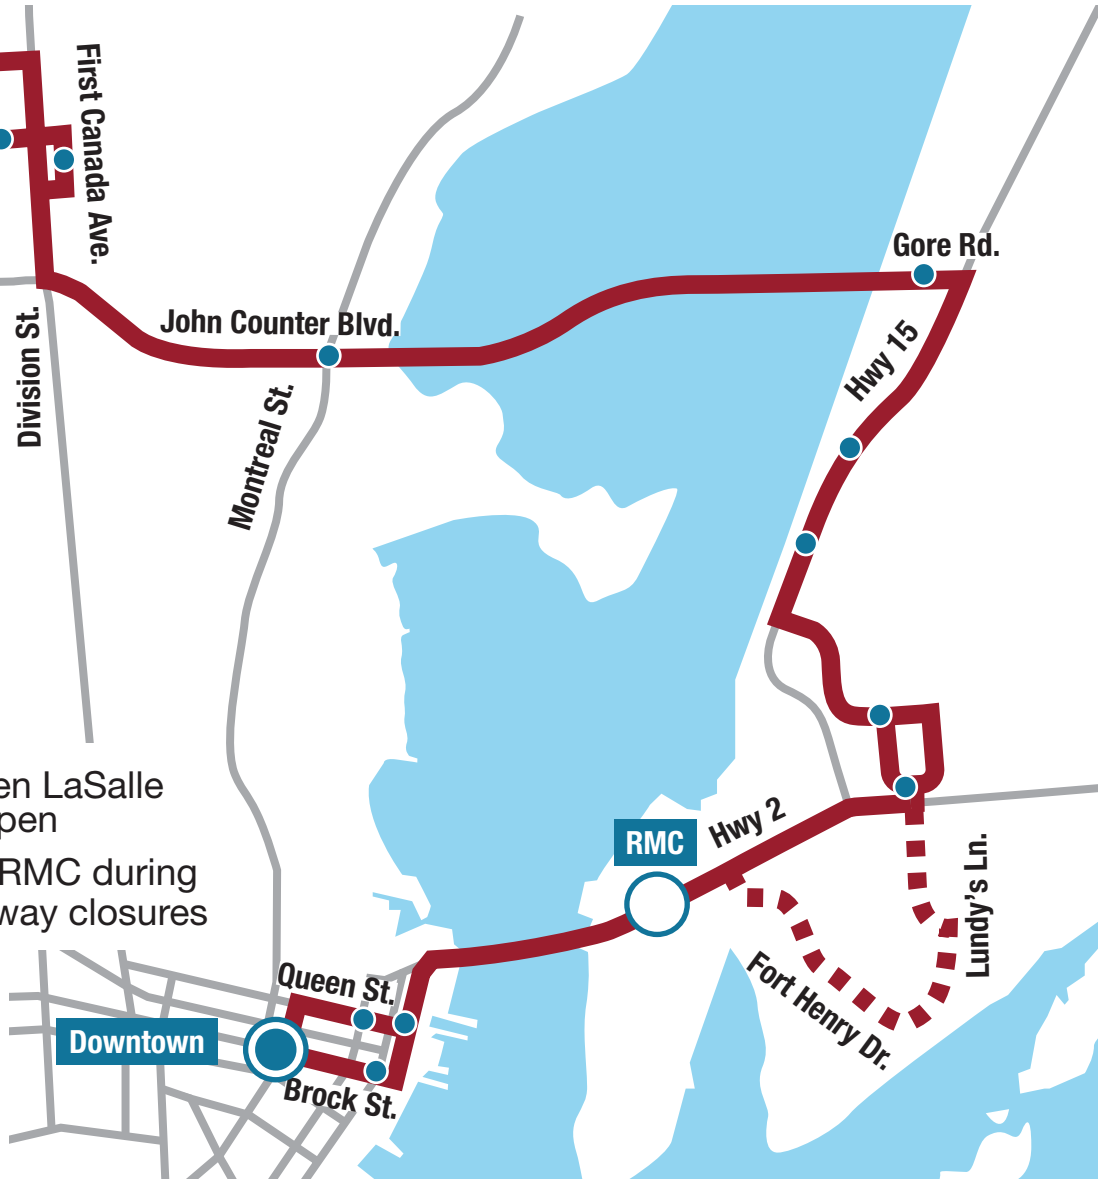 First Canada Ave.
Gore Rd.
John Counter Blvd.
Division St.
Hwy 15
Montreal St.
en LaSalle
pen
RMC during
way closures
RMC
Hwy 2
Lundy's Ln.
Fort Henry Dr.
Queen St.
Downtown
Brock St.